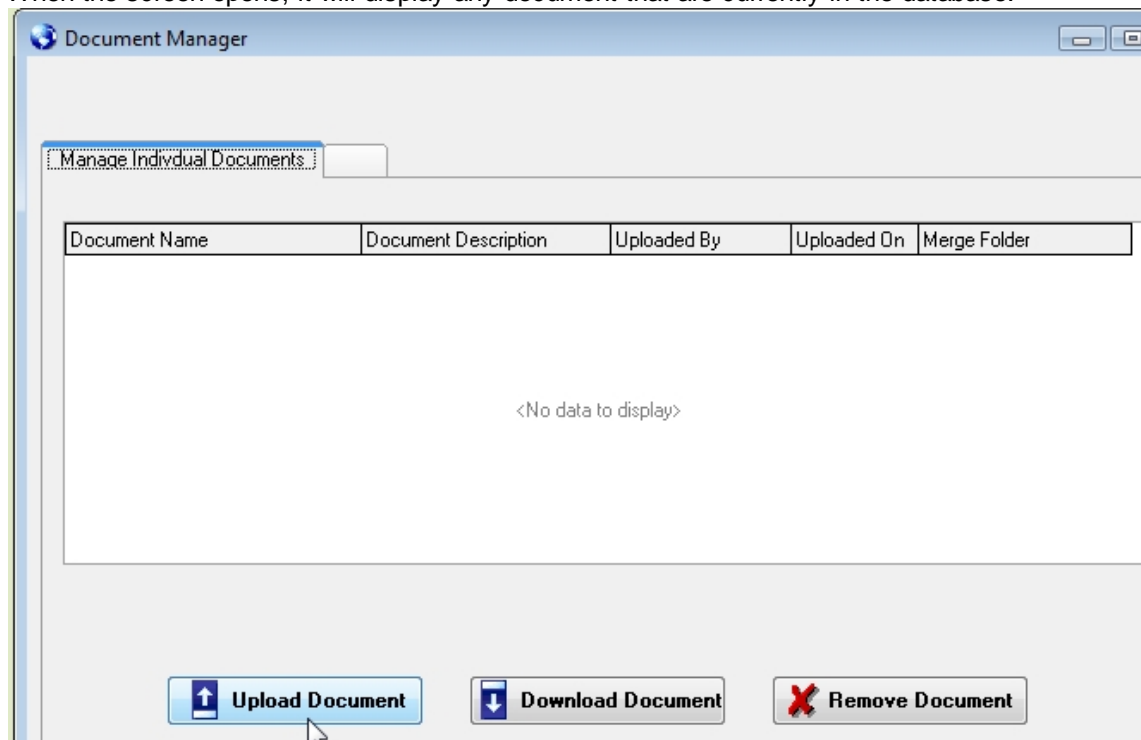 When the screen opens, it will display any document that are currently in the database.
Document Manager
Manage Indivdual Documents
Document Name Document Description Uploaded By Uploaded On Merge Folder
<No data to display>
Upload Document Download Document Remove Document